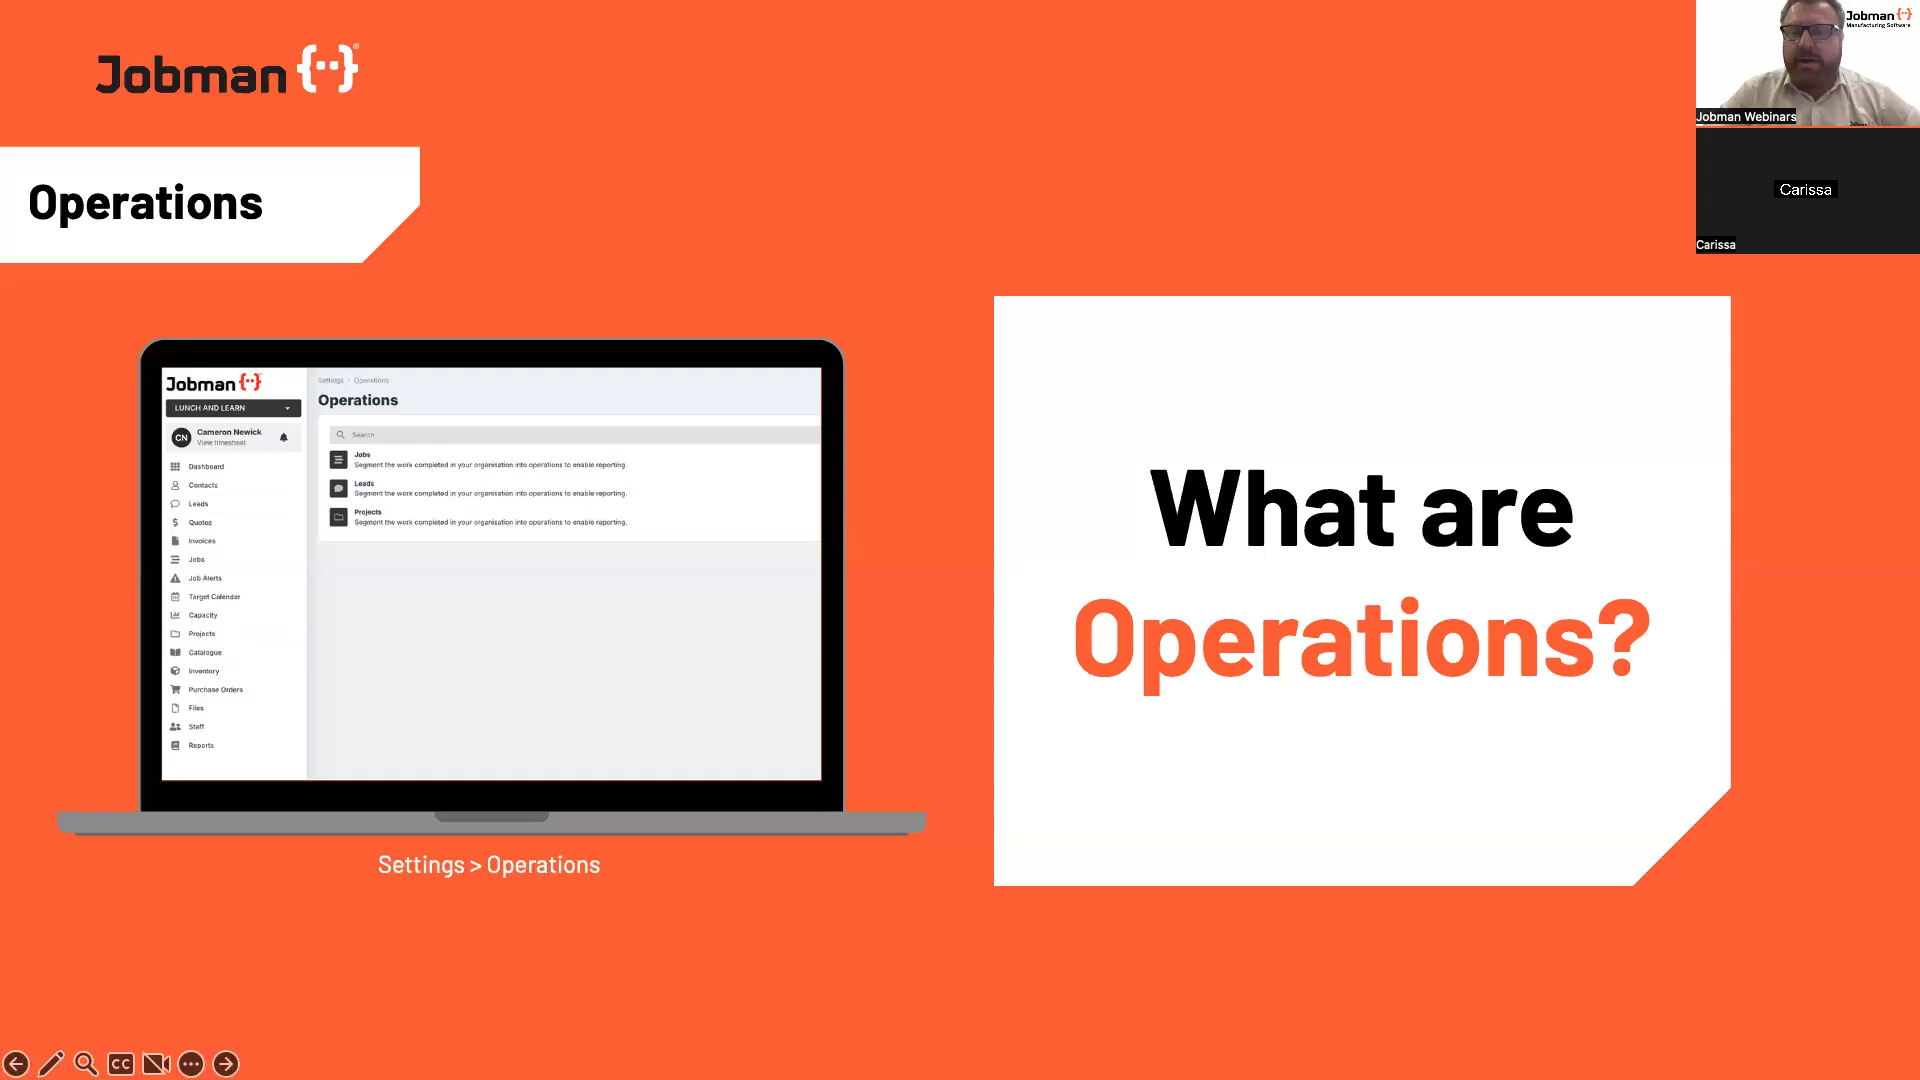 Jobman
Operations
Jobman
LUNCH AND LEARN
CN
Cameron Newick
View timesheet
Dashboard
Contacts
Leads
Quotes
Invoices
Jobs
Job Alerts
Target Calendar
Capacity
Projects
Catalogue
Inventory
Purchase Orders
Files
Staff
Reports
Settings > Operations
Operations
Search
Jobs
Segment the work completed in your organisation into operations to enable reporting.
Leads
Segment the work completed in your organisation into operations to enable reporting.
Projects
Segment the work completed in your organisation into operations to enable reporting.
Settings > Operations
What are
Operations?
Jobman
Manufacturing Software
Jobman Webinars
Carissa
Carissa
CC